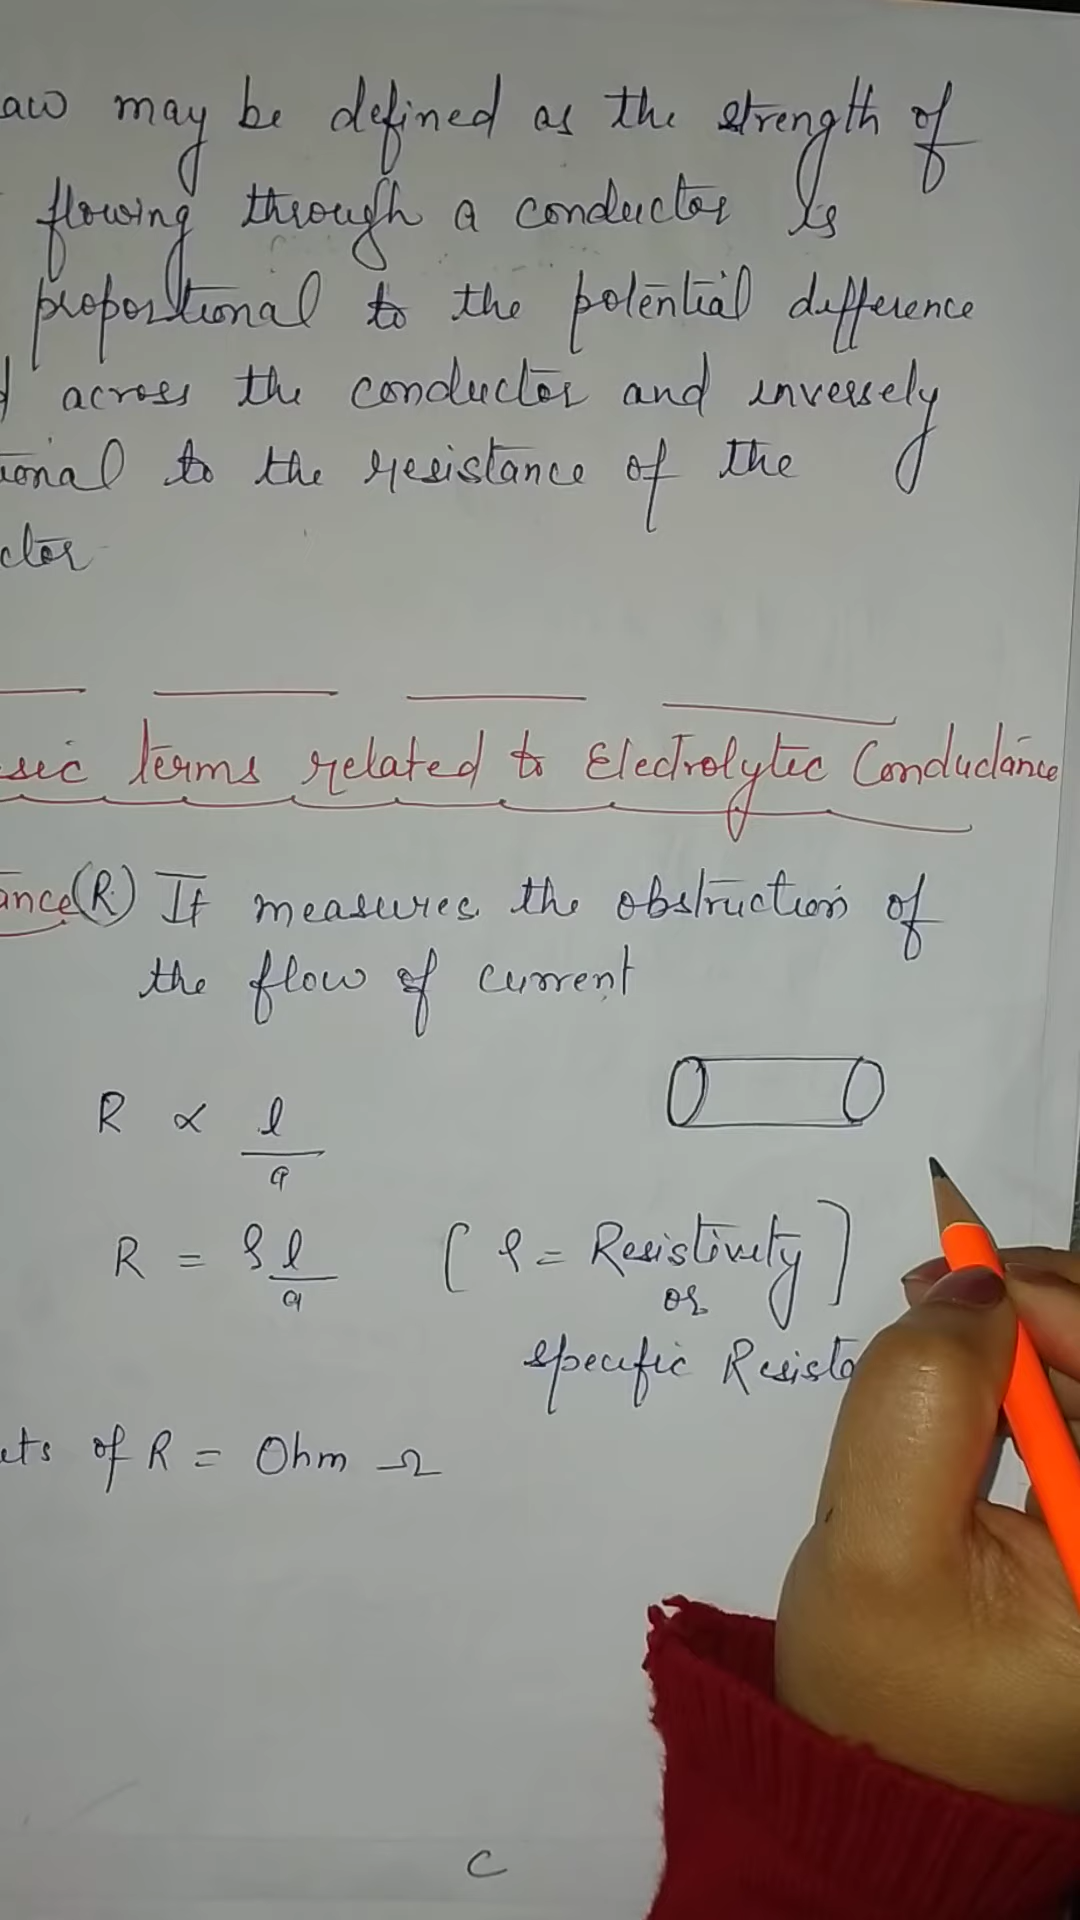 aw may be defined as the strength of
flowing through a conductor is
proportional to the potential difference
d across the conductor and inversely
ional to the resistance of the
ctor
sic terms related to Electrolytic Conductance
ance (R) It measures the obstruction of
the flow of current
R ∝ l/a
R = ρ l/a [ρ = Resistivity]
or
specific Resista
its of R = Ohm Ω
C